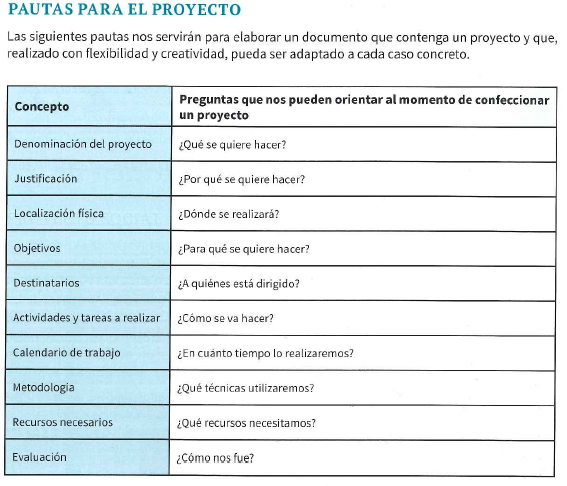 PAUTAS PARA EL PROYECTO
Las siguientes pautas nos servirán para elaborar un documento que contenga un proyecto y que,
realizado con flexibilidad y creatividad, pueda ser adaptado a cada caso concreto.
Concepto
Preguntas que nos pueden orientar al momento de confeccionar
un proyecto
Denominación del proyecto
¿Qué se quiere hacer?
Justificación
¿Por qué se quiere hacer?
Localización física
¿Dónde se realizará?
Objetivos
¿Para qué se quiere hacer?
Destinatarios
¿A quiénes está dirigido?
Actividades y tareas a realizar
¿Cómo se va hacer?
Calendario de trabajo
¿En cuánto tiempo lo realizaremos?
Metodología
¿Qué técnicas utilizaremos?
Recursos necesarios
¿Qué recursos necesitamos?
Evaluación
¿Cómo nos fue?